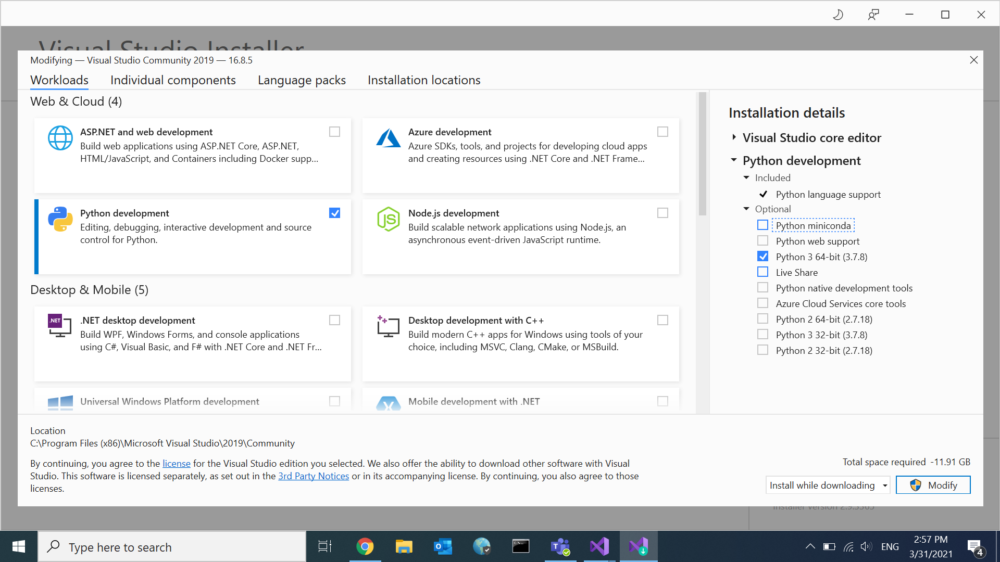 Visual Studio Installer
Modifying — Visual Studio Community 2019 — 16.8.5
Workloads
Individual components
Language packs
Installation locations
Web & Cloud (4)
ASP.NET and web development
Build web applications using ASP.NET Core, ASP.NET,
HTML/JavaScript, and Containers including Docker supp...
Azure development
Azure SDKs, tools, and projects for developing cloud apps
and creating resources using .NET Core and .NET Frame...
Python development
Editing, debugging, interactive development and source
control for Python.
JS
Node.js development
Build scalable network applications using Node.js, an
asynchronous event-driven JavaScript runtime.
Desktop & Mobile (5)
.NET
.NET desktop development
Build WPF, Windows Forms, and console applications
using C#, Visual Basic, and F# with .NET Core and .NET Fr...
Desktop development with C++
Build modern C++ apps for Windows using tools of your
choice, including MSVC, Clang, CMake, or MSBuild.
Universal Windows Platform development
Mobile development with .NET
Installation details
Visual Studio core editor
Python development
Included
Python language support
Optional
Python miniconda
Python web support
Python 3 64-bit (3.7.8)
Live Share
Python native development tools
Azure Cloud Services core tools
Python 2 64-bit (2.7.18)
Python 3 32-bit (3.7.8)
Python 2 32-bit (2.7.18)
Location
C:\Program Files (x86)\Microsoft Visual Studio\2019\Community
By continuing, you agree to the license for the Visual Studio edition you selected. We also offer the ability to download other software with Visual
Studio. This software is licensed separately, as set out in the 3rd Party Notices or in its accompanying license. By continuing, you also agree to those
licenses.
Total space required -11.91 GB
Install while downloading
Modify
Installer version
Type here to search
ENG
2:57 PM
3/31/2021
4